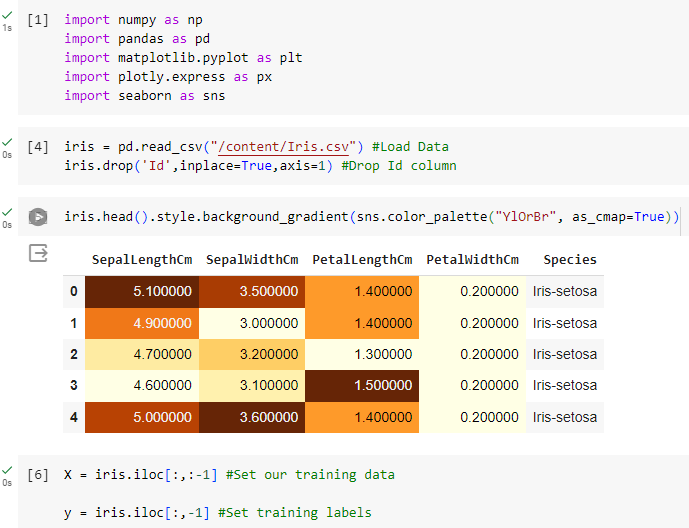 1s
[1] import numpy as np
import pandas as pd
import matplotlib.pyplot as plt
import plotly.express as px
import seaborn as sns
0s
[4] iris = pd.read_csv("/content/Iris.csv") #Load Data
iris.drop('Id',inplace=True,axis=1) #Drop Id column
0s
iris.head().style.background_gradient(sns.color_palette("YlOrBr", as_cmap=True))
SepalLengthCm SepalWidthCm PetalLengthCm PetalWidthCm Species
0 5.100000 3.500000 1.400000 0.200000 Iris-setosa
1 4.900000 3.000000 1.400000 0.200000 Iris-setosa
2 4.700000 3.200000 1.300000 0.200000 Iris-setosa
3 4.600000 3.100000 1.500000 0.200000 Iris-setosa
4 5.000000 3.600000 1.400000 0.200000 Iris-setosa
0s
[6] X = iris.iloc[:,:-1] #Set our training data
y = iris.iloc[:,-1] #Set training labels